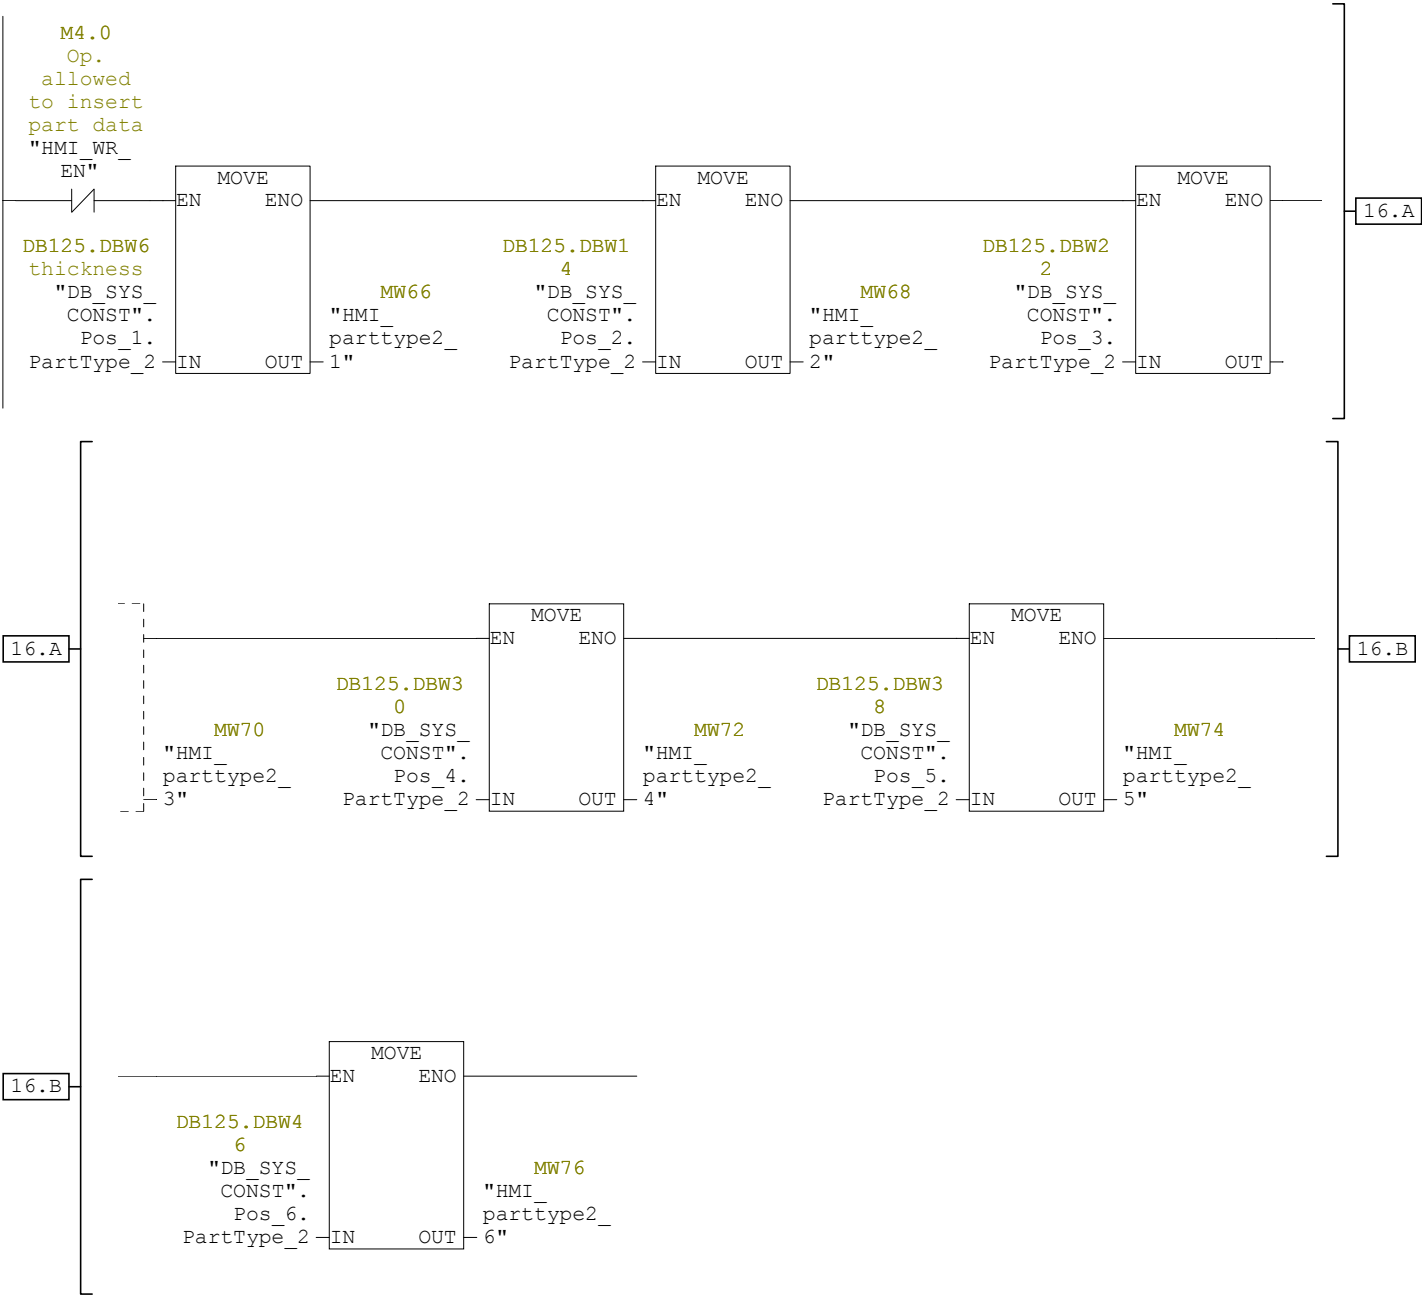 M4.0
Op.
allowed
to insert
part data
"HMI_WR_
EN"
MOVE
EN ENO
DB125.DBW6
thickness
"DB_SYS_
CONST".
Pos_1.
PartType_2
IN OUT
MW66
"HMI_
parttype2_
1"
MOVE
EN ENO
DB125.DBW1
4
"DB_SYS_
CONST".
Pos_2.
PartType_2
IN OUT
MW68
"HMI_
parttype2_
2"
MOVE
EN ENO
DB125.DBW2
2
"DB_SYS_
CONST".
Pos_3.
PartType_2
IN OUT
16.A
16.A
MW70
"HMI_
parttype2_
3"
MOVE
EN ENO
DB125.DBW3
0
"DB_SYS_
CONST".
Pos_4.
PartType_2
IN OUT
MW72
"HMI_
parttype2_
4"
MOVE
EN ENO
DB125.DBW3
8
"DB_SYS_
CONST".
Pos_5.
PartType_2
IN OUT
MW74
"HMI_
parttype2_
5"
16.B
16.B
MOVE
EN ENO
DB125.DBW4
6
"DB_SYS_
CONST".
Pos_6.
PartType_2
IN OUT
MW76
"HMI_
parttype2_
6"